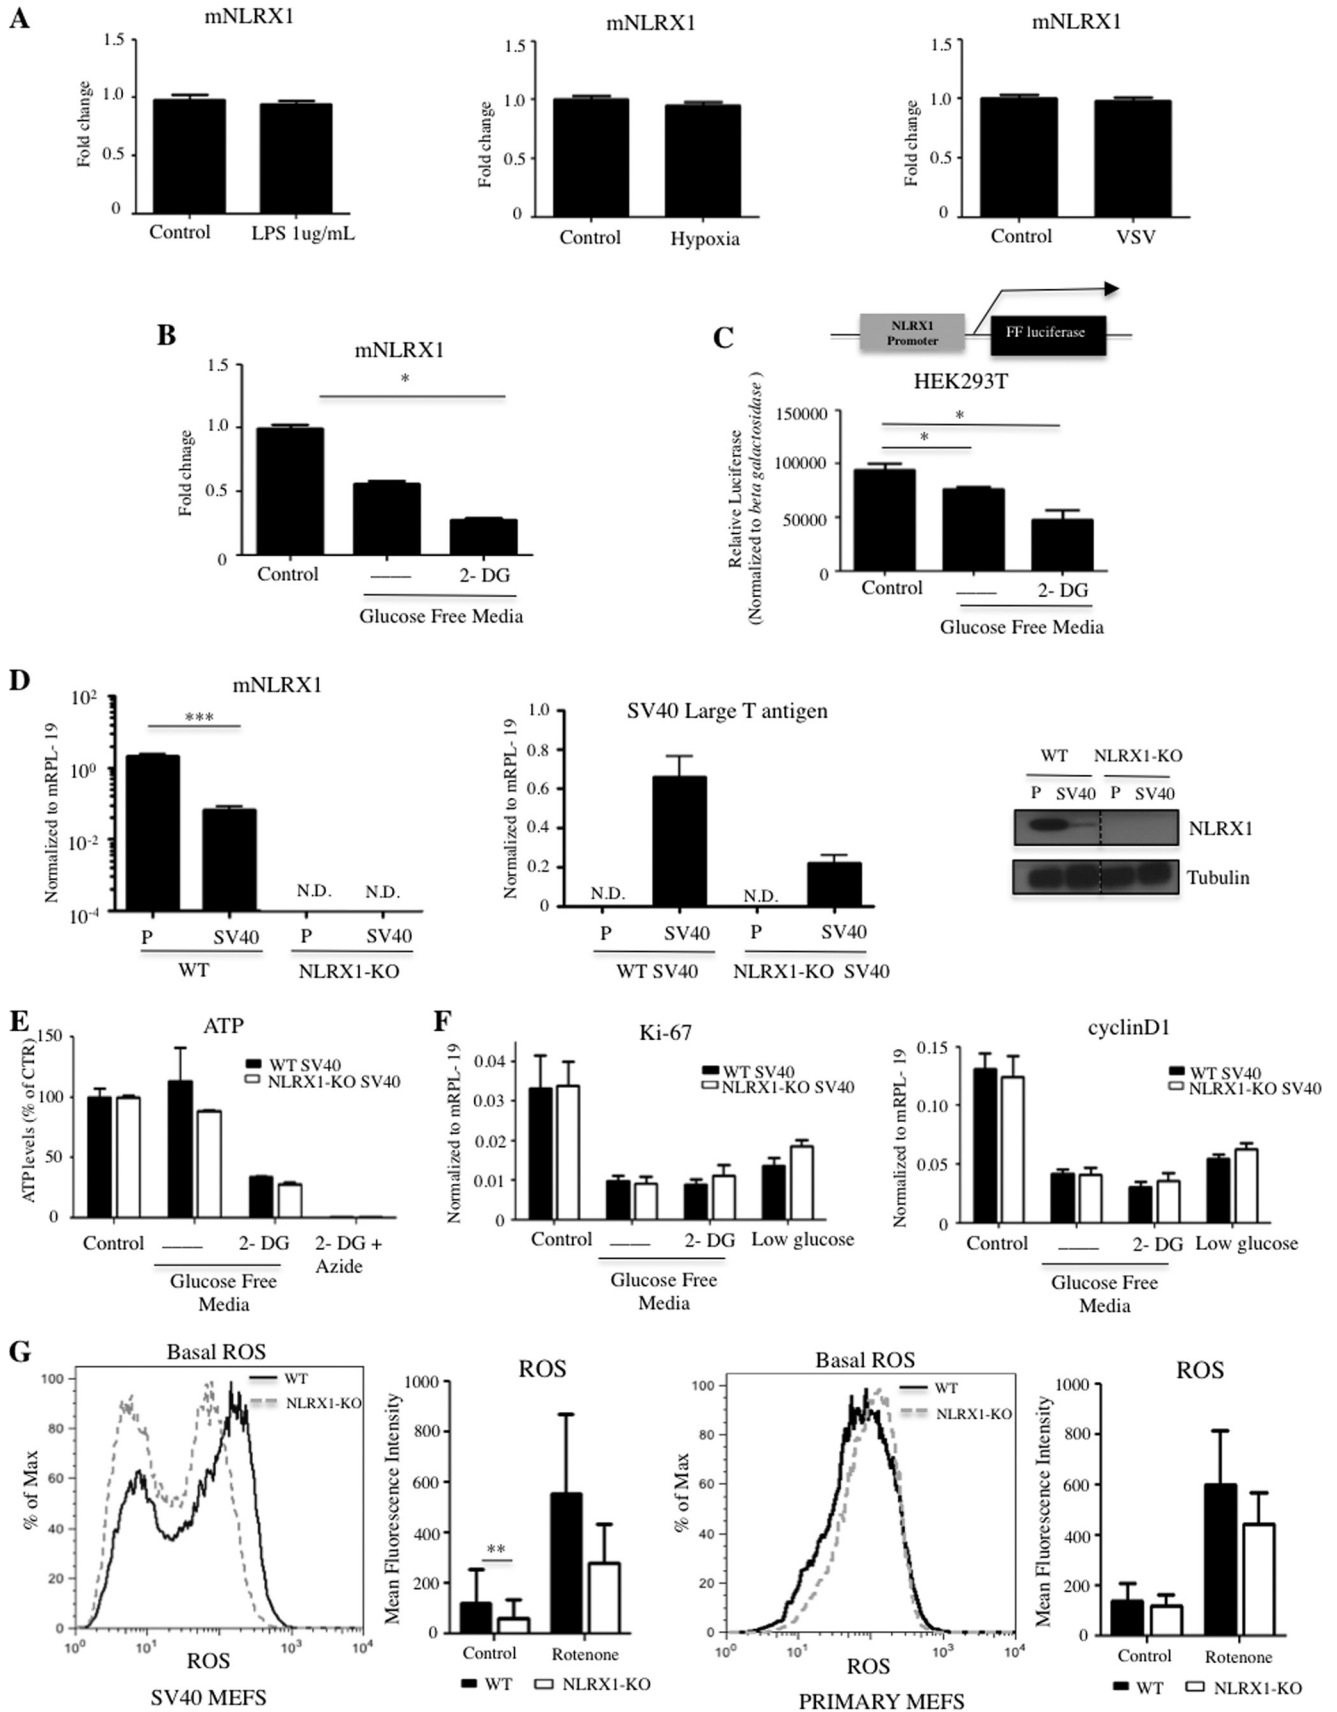 A
mNLRX1
Fold change
1.5
1.0
0.5
0
Control
LPS 1ug/mL
mNLRX1
Fold change
1.5
1.0
0.5
0
Control
Hypoxia
mNLRX1
Fold change
1.5
1.0
0.5
0
Control
VSV
B
mNLRX1
Fold chnage
1.5
1.0
0.5
0
*
Control
____
2- DG
Glucose Free Media
C
NLRX1
Promoter
FF luciferase
HEK293T
Relative Luciferase
(Normalized to beta galactosidase )
150000
100000
50000
0
*
*
Control
____
2- DG
Glucose Free Media
D
mNLRX1
Normalized to mRPL- 19
10²
10⁰
10⁻²
10⁻⁴
***
N.D.
N.D.
P
SV40
P
SV40
WT
NLRX1-KO
SV40 Large T antigen
Normalized to mRPL- 19
1.0
0.8
0.6
0.4
0.2
0
N.D.
N.D.
P
SV40
P
SV40
WT SV40
NLRX1-KO SV40
WT
NLRX1-KO
P SV40 P SV40
NLRX1
Tubulin
E
ATP
ATPlevels (% of CTR)
150
100
50
0
WT SV40
NLRX1-KO SV40
Control
____
2- DG
2- DG +
Azide
Glucose Free
Media
F
Ki-67
Normalized to mRPL- 19
0.04
0.03
0.02
0.01
0
WT SV40
NLRX1-KO SV40
Control
____
2- DG
Low glucose
Glucose Free
Media
cyclinD1
Normalized to mRPL- 19
0.15
0.10
0.05
0
WT SV40
NLRX1-KO SV40
Control
____
2- DG
Low glucose
Glucose Free
Media
G
Basal ROS
% of Max
100
80
60
40
20
0
WT
NLRX1-KO
10⁰
10¹
10²
10³
10⁴
ROS
SV40 MEFS
ROS
Mean Fluorescence Intensity
1000
800
600
400
200
0
**
Control
Rotenone
WT
NLRX1-KO
Basal ROS
% of Max
100
80
60
40
20
0
WT
NLRX1-KO
10⁰
10¹
10²
10³
10⁴
ROS
PRIMARY MEFS
ROS
Mean Fluorescence Intensity
1000
800
600
400
200
0
Control
Rotenone
WT
NLRX1-KO